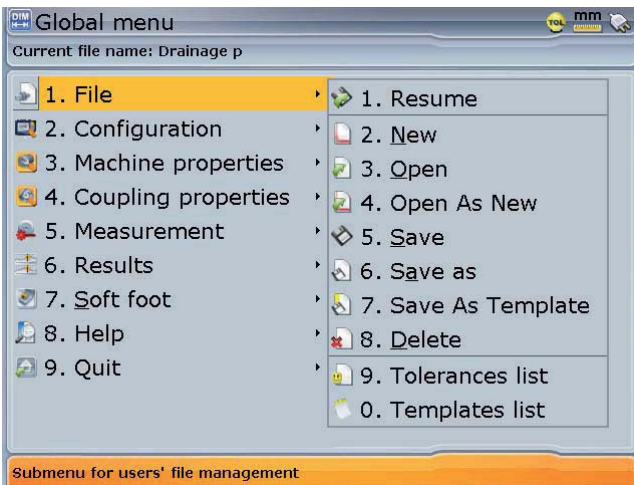 DIM
Global menu
TOL
mm
Current file name: Drainage p
1. File
2. Configuration
3. Machine properties
4. Coupling properties
5. Measurement
6. Results
7. Soft foot
8. Help
9. Quit
1. Resume
2. New
3. Open
4. Open As New
5. Save
6. Save as
7. Save As Template
8. Delete
9. Tolerances list
0. Templates list
Submenu for users' file management